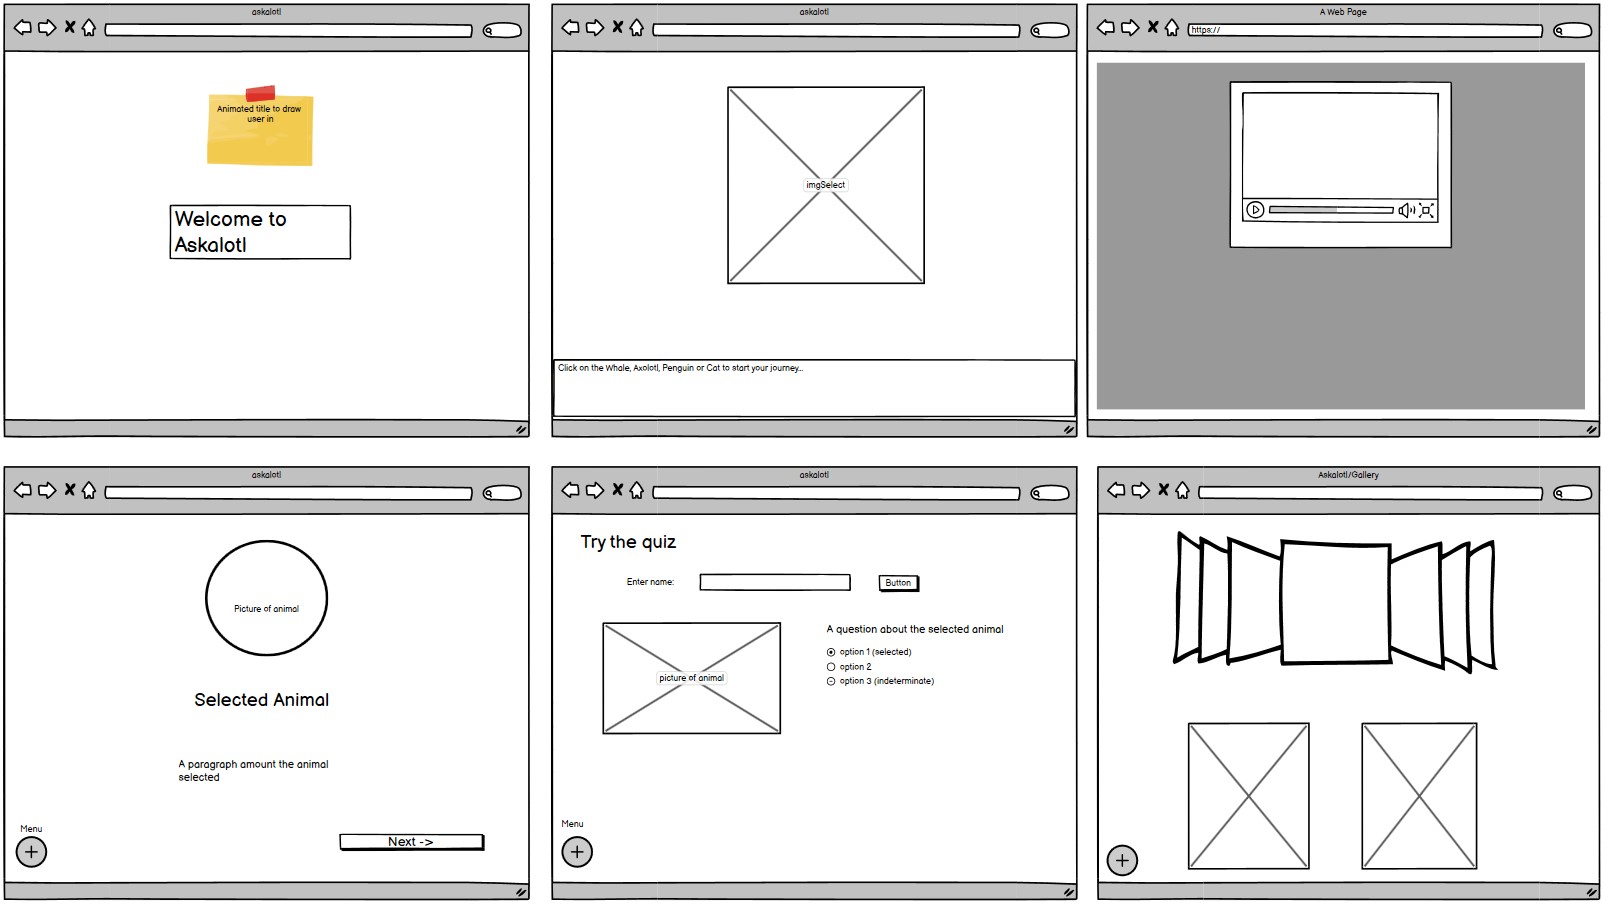 askalotl
Animated title to draw
user in
Welcome to
Askalotl
askalotl
imgSelect
Click on the Whale, Axolotl, Penguin or Cat to start your journey...
A Web Page
https://
askalotl
Picture of animal
Selected Animal
A paragraph amount the animal
selected
Menu
Next ->
askalotl
Try the quiz
Enter name:
Button
picture of animal
A question about the selected animal
option 1 (selected)
option 2
option 3 (indeterminate)
Menu
Askalotl/Gallery